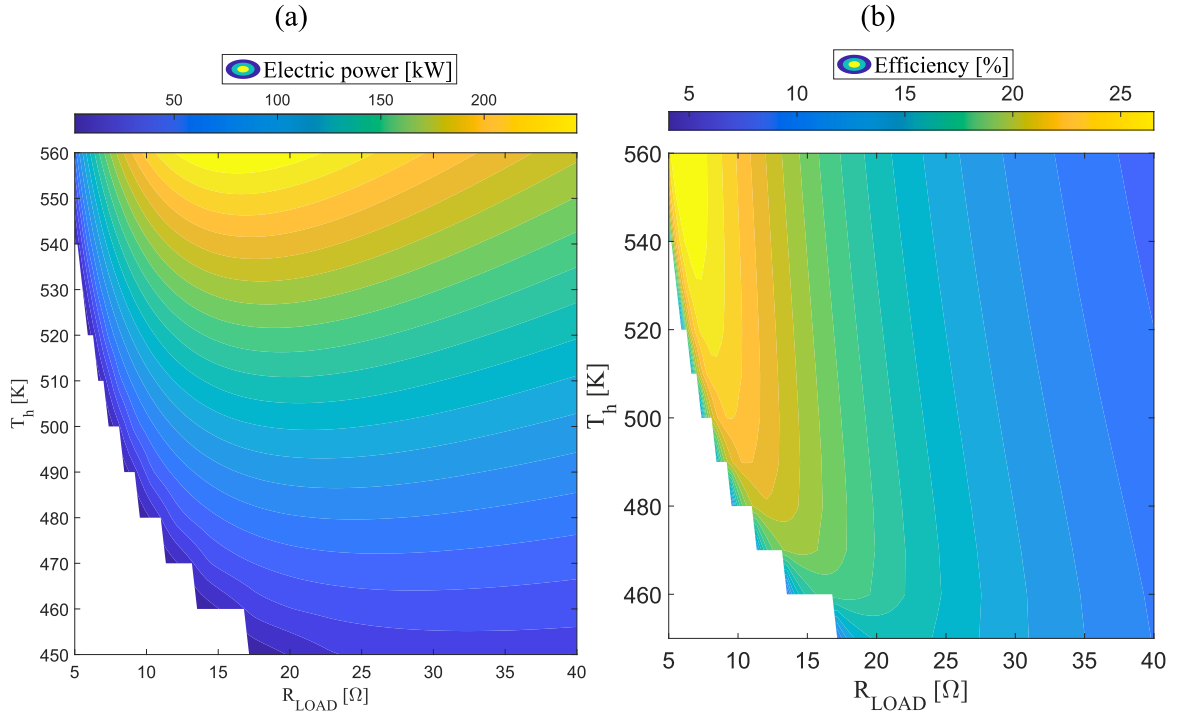 (a)
Electric power [kW]
50 100 150 200
560
550
540
530
520
510
500
490
480
470
460
450
T_h [K]
5 10 15 20 25 30 35 40
R_LOAD [Ω]
(b)
Efficiency [%]
5 10 15 20 25
560
540
520
500
480
460
T_h [K]
5 10 15 20 25 30 35 40
R_LOAD [Ω]